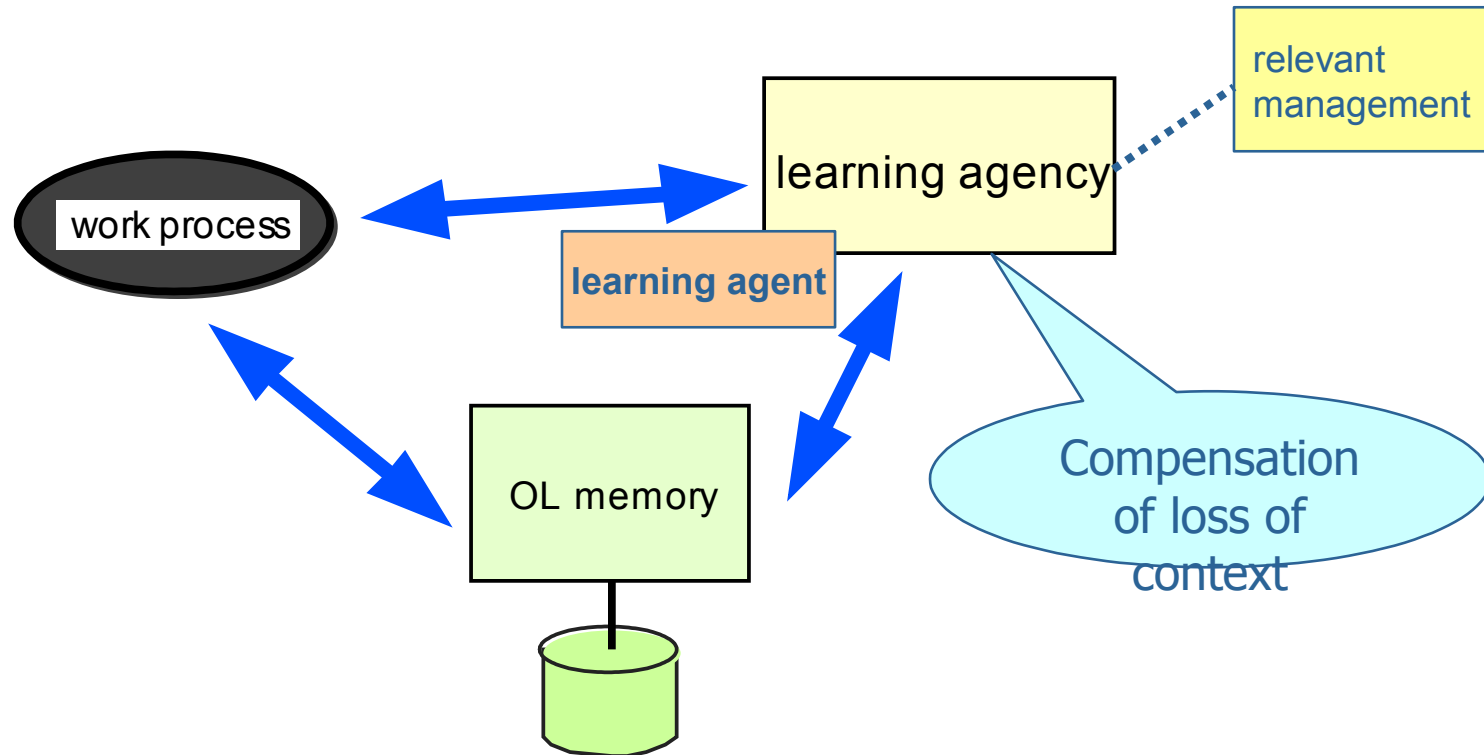 relevant
management
learning agency
work process
learning agent
OL memory
Compensation
of loss of
context